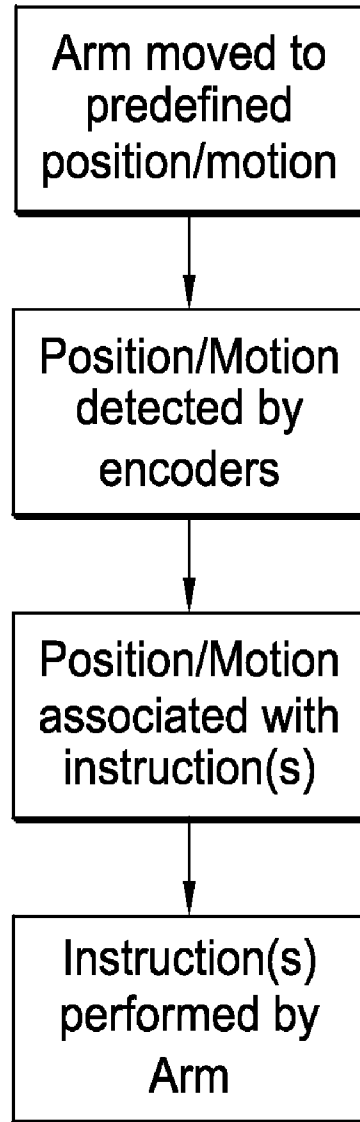 Arm moved to
predefined
position/motion
Position/Motion
detected by
encoders
Position/Motion
associated with
instruction(s)
Instruction(s)
performed by
Arm